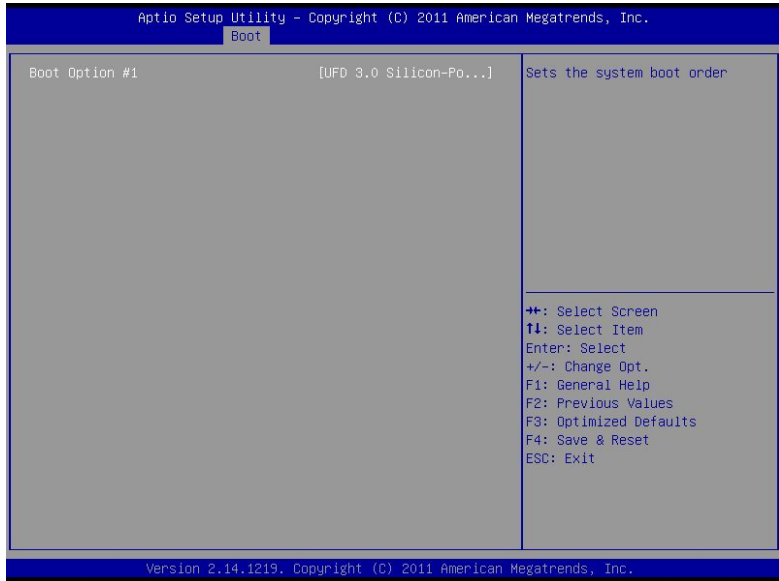 Aptio Setup Utility – Copyright (C) 2011 American Megatrends, Inc.
Boot
Boot Option #1 [UFD 3.0 Silicon-Po...]
Sets the system boot order
→←: Select Screen
↑↓: Select Item
Enter: Select
+/-: Change Opt.
F1: General Help
F2: Previous Values
F3: Optimized Defaults
F4: Save & Reset
ESC: Exit
Version 2.14.1219. Copyright (C) 2011 American Megatrends, Inc.